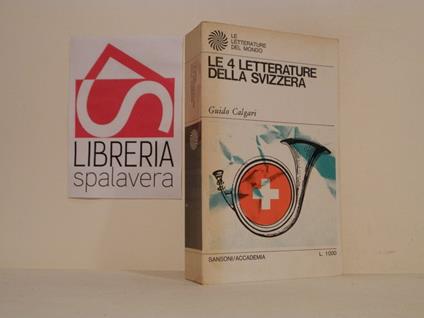 LIBRERIA
spalavera
LE
LETTERATURE
DEL MONDO
LE 4 LETTERATURE
DELLA SVIZZERA
Guido Calgari
SANSONI/ACCADEMIA
L. 1000